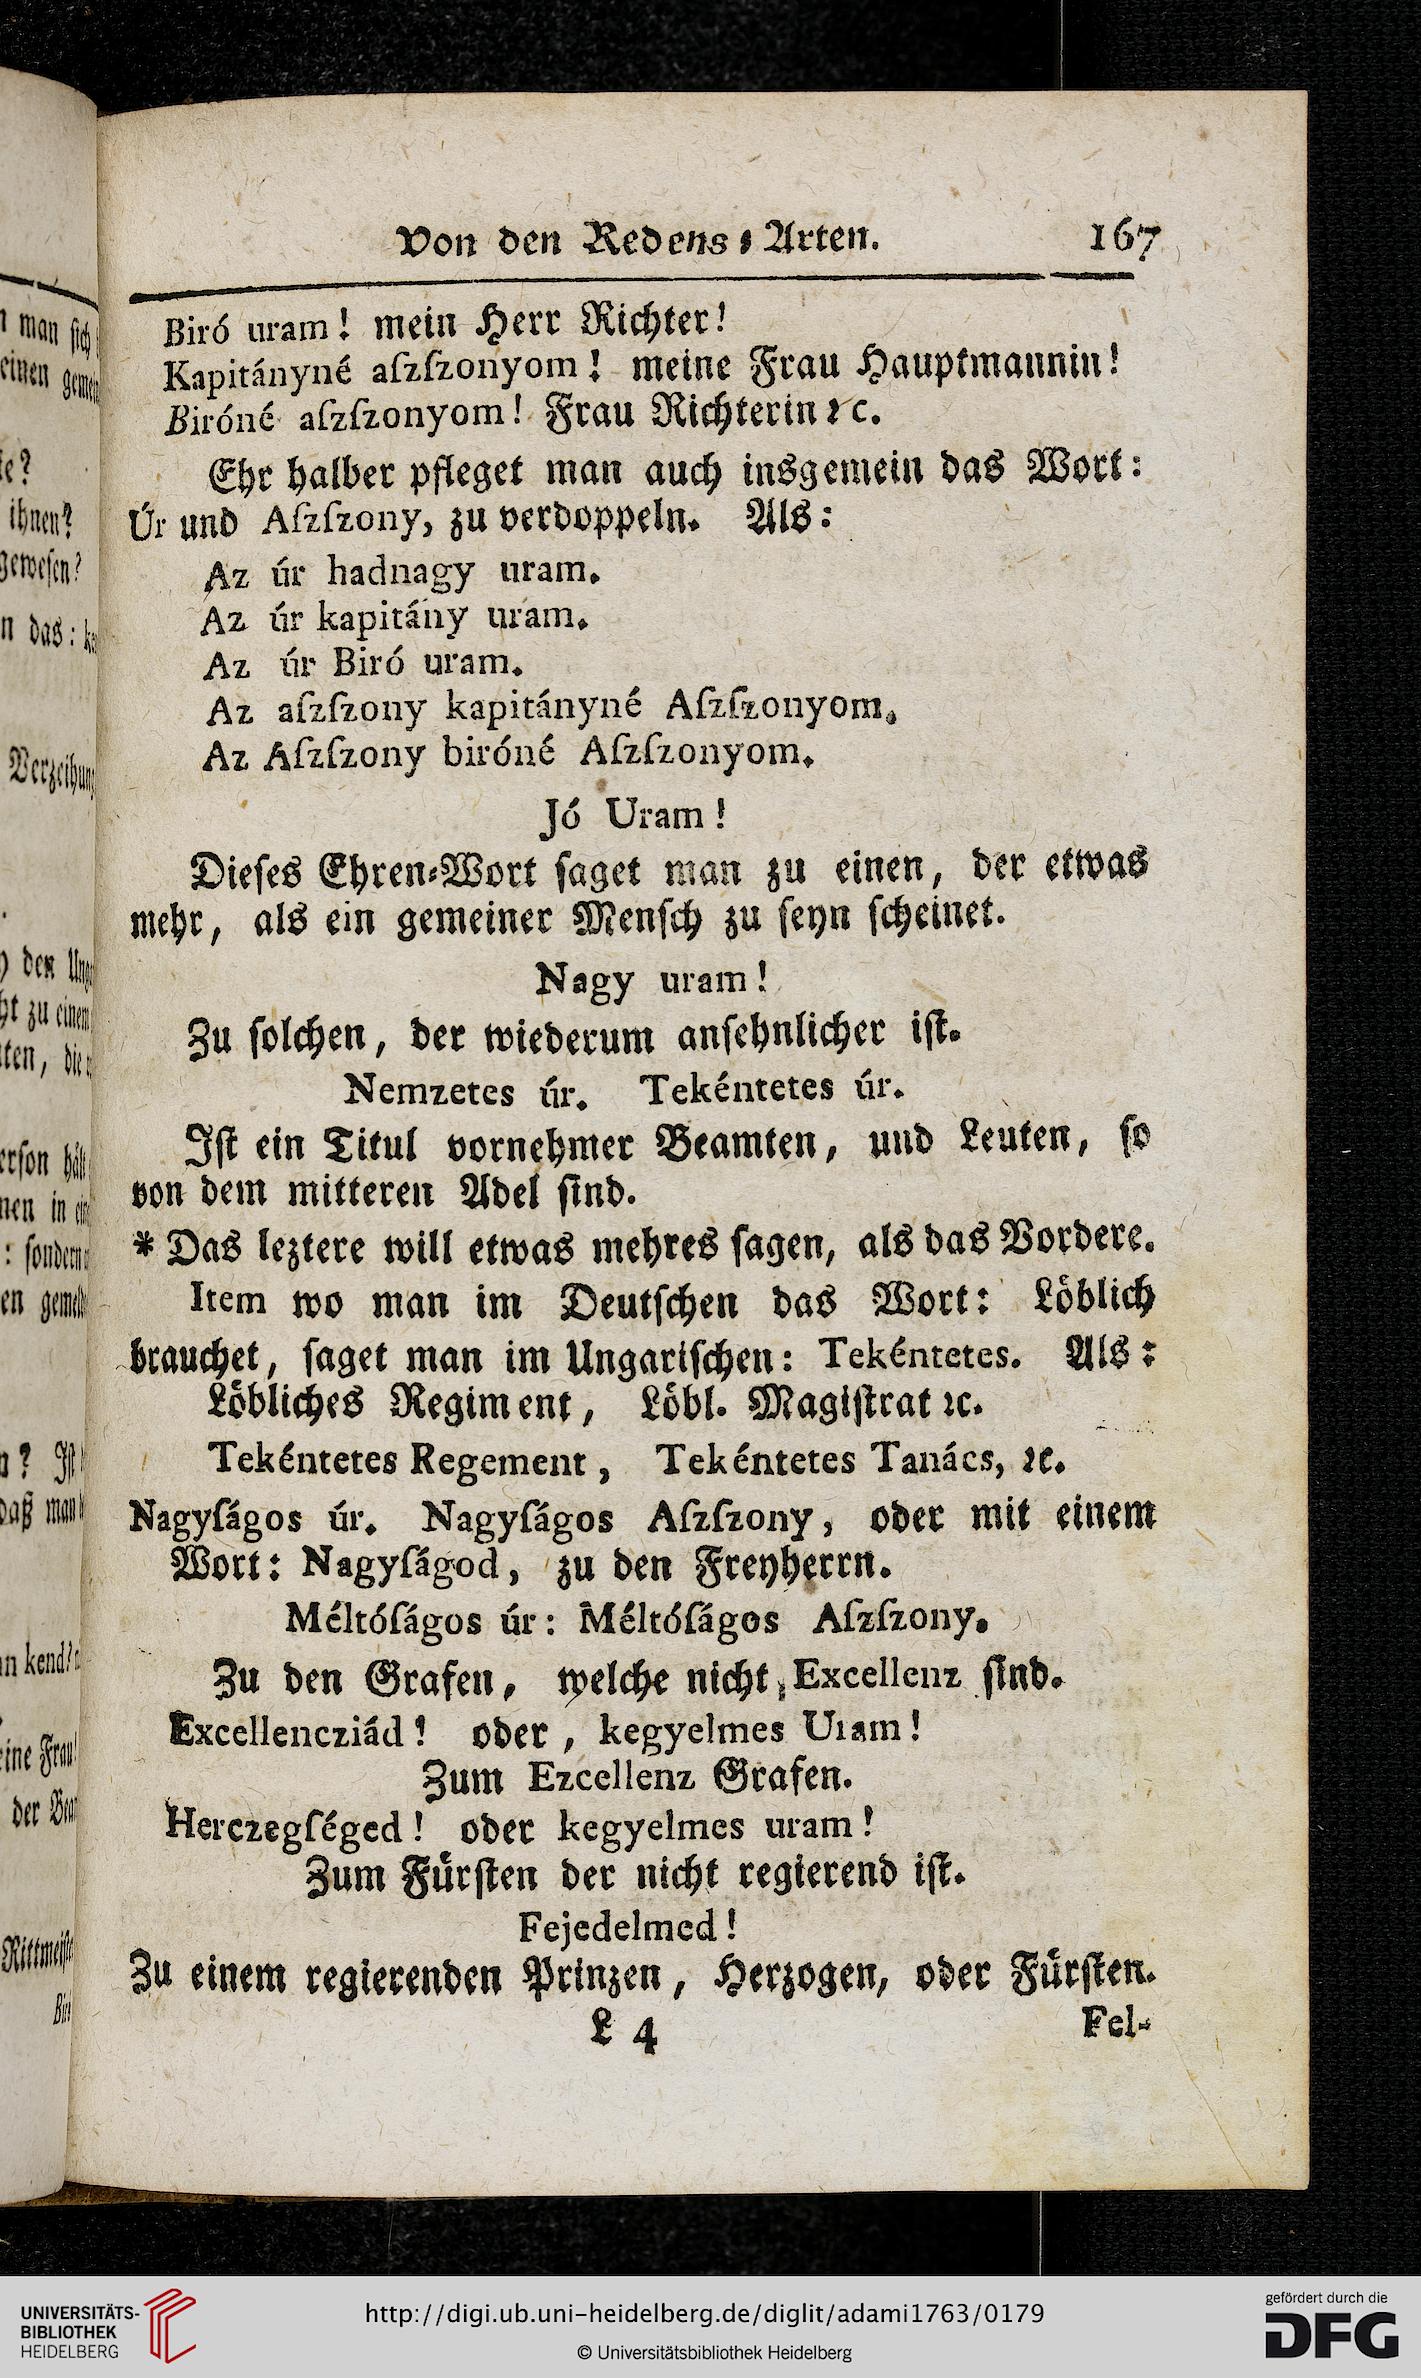 Von den Redens⸗Arten. 167
Biró uram! mein Herr Richter!
Kapitányné aſzſzonyom! meine Frau Hauptmannin!
Biróné aſzſzonyom! Frau Richterin ꝛc.
Ehr halber pfleget man auch insgemein das Wort:
Úr und Aſzſzony, zu verdoppeln. Als:
Az úr hadnagy uram.
Az úr kapitány uram.
Az úr Biró uram.
Az aſzſzony kapitányné Aſzſzonyom.
Az Aſzſzony biróné Aſzſzonyom.
Jó Uram!
Dieſes Ehren⸗Wort ſaget man zu einen, der etwas
mehr, als ein gemeiner Menſch zu ſeyn ſcheinet.
Nagy uram!
Zu ſolchen, der wiederum anſehnlicher iſt.
Nemzetes úr. Tekéntetes úr.
Iſt ein Titul vornehmer Beamten, und Leuten, ſo
von dem mitteren Adel ſind.
* Das leztere will etwas mehres ſagen, als das Vordere.
Item wo man im Deutſchen das Wort: Löblich
brauchet, ſaget man im Ungariſchen: Tekéntetes. Als:
Löbliches Regiment, Löbl. Magiſtrat ꝛc.
Tekéntetes Regement, Tekéntetes Tanács, ꝛc.
Nagyſágos úr. Nagyſágos Aſzſzony, oder mit einem
Wort: Nagyſágod, zu den Freyherrn.
Méltóſágos úr: Méltóſágos Aſzſzony.
Zu den Grafen, welche nicht Excellenz ſind.
Excellencziád! oder, kegyelmes Uram!
Zum Ezcellenz Grafen.
Herczegſéged! oder kegyelmes uram!
Zum Fürſten der nicht regierend iſt.
Fejedelmed!
Zu einem regierenden Prinzen, Herzogen, oder Fürſten.
L 4 Fel-
UNIVERSITÄTS-
BIBLIOTHEK
HEIDELBERG
http://digi.ub.uni-heidelberg.de/diglit/adami1763/0179
© Universitätsbibliothek Heidelberg
gefördert durch die
DFG